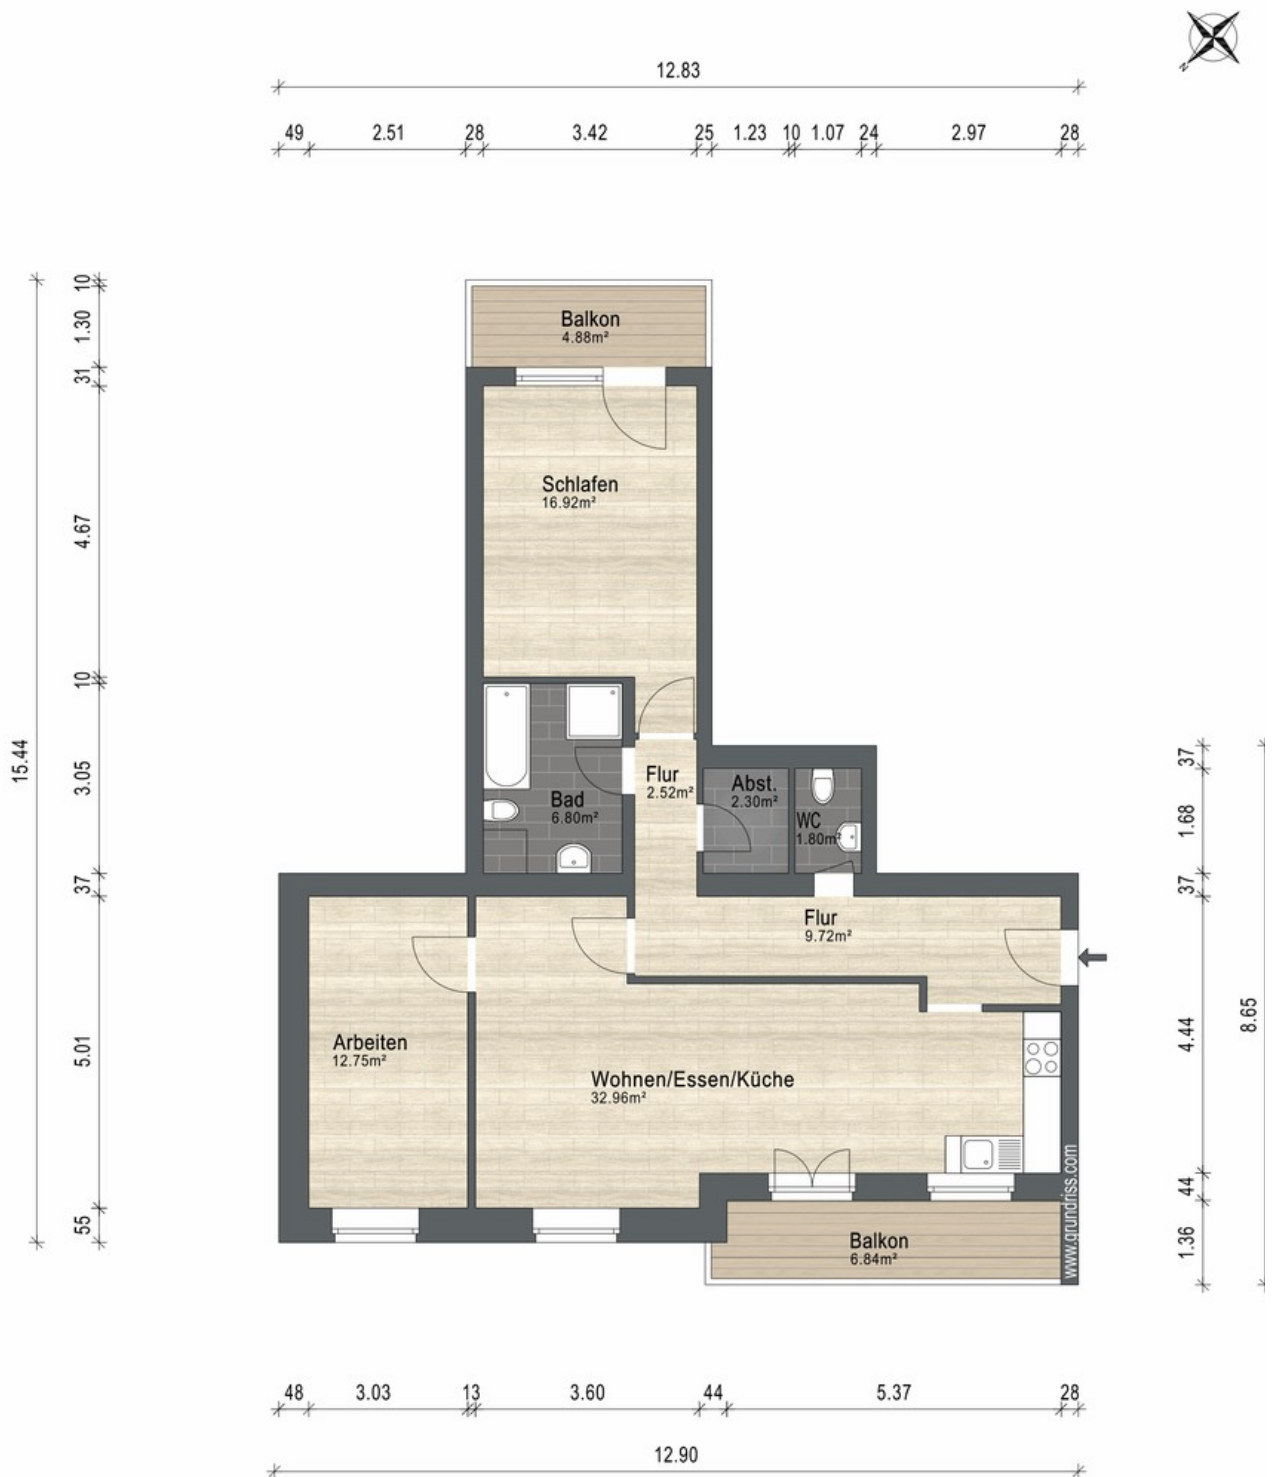 N
12.83
49 2.51 28 3.42 25 1.23 10 1.07 24 2.97 28
10
1.30
31
4.67
10
3.05
37
5.01
55
15.44
Balkon
4.88m²
Schlafen
16.92m²
Flur
2.52m²
Abst.
2.30m²
Bad
6.80m²
WC
1.80m²
Flur
9.72m²
Arbeiten
12.75m²
Wohnen/Essen/Küche
32.96m²
Balkon
6.84m²
www.grundriss.com
37
1.68
37
4.44
44
1.36
8.65
48 3.03 13 3.60 44 5.37 28
12.90